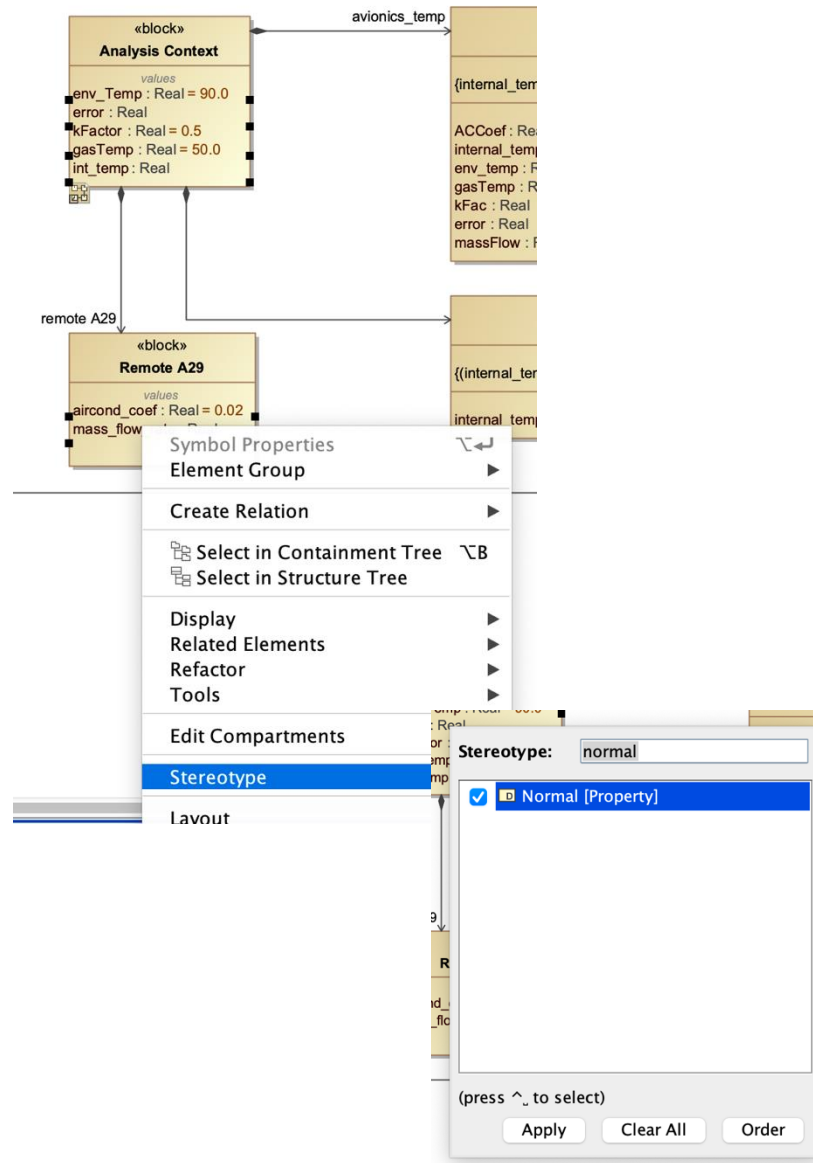 avionics_temp
«block»
Analysis Context
values
env_Temp : Real = 90.0
error : Real
kFactor : Real = 0.5
gasTemp : Real = 50.0
int_temp : Real
{internal_tem
ACCoef : Rea
internal_temp
env_temp : R
gasTemp : R
kFac : Real
error : Real
massFlow : F
remote A29
«block»
Remote A29
values
aircond_coef : Real = 0.02
mass_flow
{(internal_ter
internal_temp
Symbol Properties
Element Group
Create Relation
Select in Containment Tree ⌥B
Select in Structure Tree
Display
Related Elements
Refactor
Tools
Edit Compartments
Stereotype
Layout
Stereotype: normal
Normal [Property]
(press ^␣ to select)
Apply Clear All Order